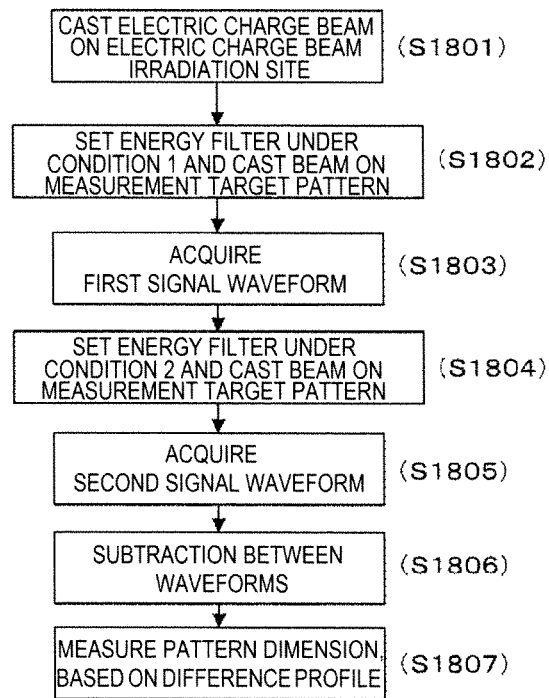 CAST ELECTRIC CHARGE BEAM
ON ELECTRIC CHARGE BEAM
IRRADIATION SITE
(S1801)
SET ENERGY FILTER UNDER
CONDITION 1 AND CAST BEAM ON
MEASUREMENT TARGET PATTERN
(S1802)
ACQUIRE
FIRST SIGNAL WAVEFORM
(S1803)
SET ENERGY FILTER UNDER
CONDITION 2 AND CAST BEAM ON
MEASUREMENT TARGET PATTERN
(S1804)
ACQUIRE
SECOND SIGNAL WAVEFORM
(S1805)
SUBTRACTION BETWEEN
WAVEFORMS
(S1806)
MEASURE PATTERN DIMENSION,
BASED ON DIFFERENCE PROFILE
(S1807)